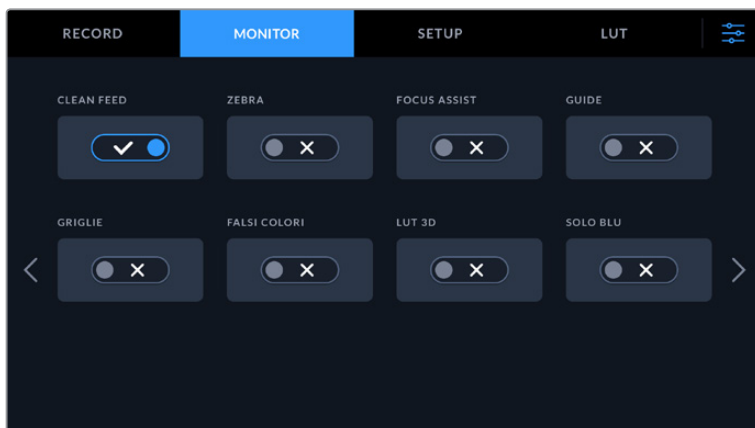 RECORD MONITOR SETUP LUT
CLEAN FEED ZEBRA FOCUS ASSIST GUIDE
GRIGLIE FALSI COLORI LUT 3D SOLO BLU